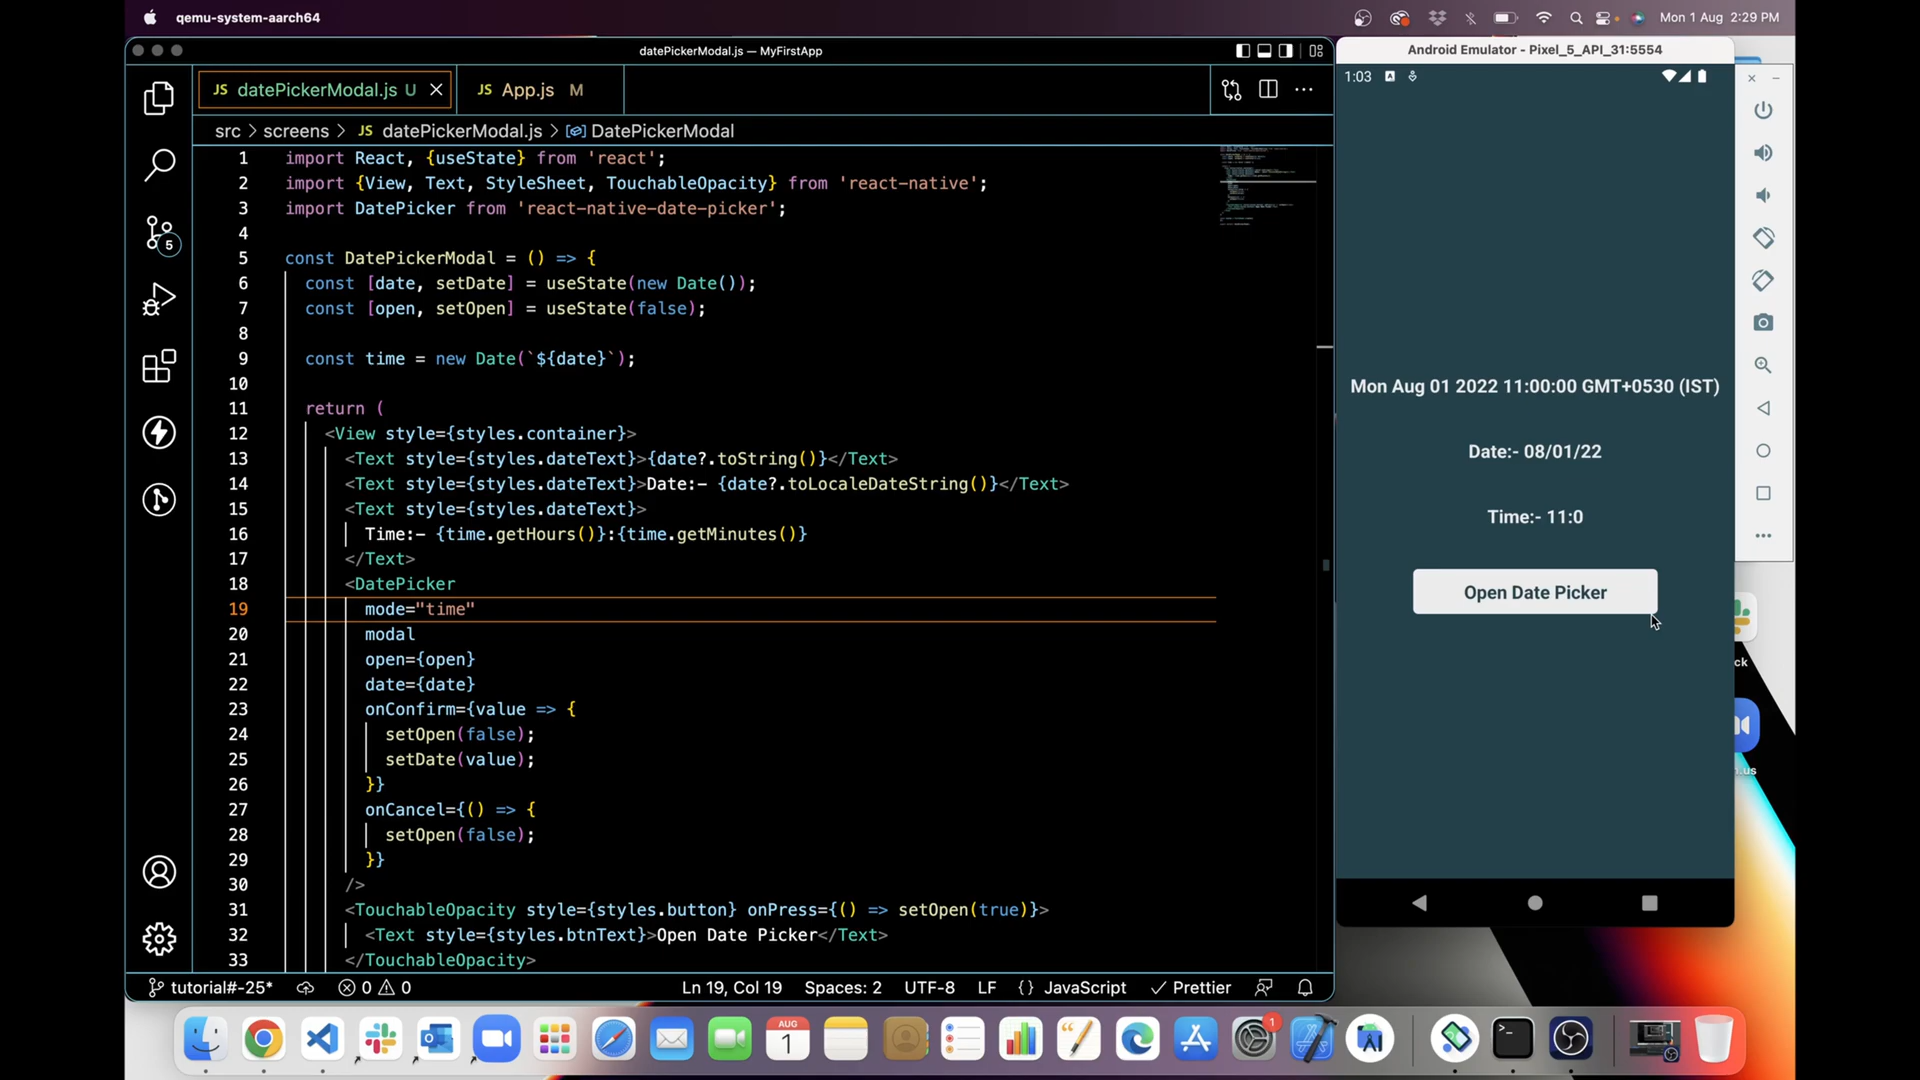 qemu-system-aarch64
Mon 1 Aug 2:29 PM
datePickerModal.js — MyFirstApp
Android Emulator - Pixel_5_API_31:5554
JS datePickerModal.js U
JS App.js M
src > screens > JS datePickerModal.js > DatePickerModal
1 import React, {useState} from 'react';
2 import {View, Text, StyleSheet, TouchableOpacity} from 'react-native';
3 import DatePicker from 'react-native-date-picker';
4
5 const DatePickerModal = () => {
6 const [date, setDate] = useState(new Date());
7 const [open, setOpen] = useState(false);
8
9 const time = new Date(`${date}`);
10
11 return (
12 <View style={styles.container}>
13 <Text style={styles.dateText}>{date?.toString()}</Text>
14 <Text style={styles.dateText}>Date:- {date?.toLocaleDateString()}</Text>
15 <Text style={styles.dateText}>
16 Time:- {time.getHours()}:{time.getMinutes()}
17 </Text>
18 <DatePicker
19 mode="time"
20 modal
21 open={open}
22 date={date}
23 onConfirm={value => {
24 setOpen(false);
25 setDate(value);
26 }}
27 onCancel={() => {
28 setOpen(false);
29 }}
30 />
31 <TouchableOpacity style={styles.button} onPress={() => setOpen(true)}>
32 <Text style={styles.btnText}>Open Date Picker</Text>
33 </TouchableOpacity>
5
tutorial#-25*
0 0
Ln 19, Col 19
Spaces: 2
UTF-8
LF
{} JavaScript
Prettier
1:03
Mon Aug 01 2022 11:00:00 GMT+0530 (IST)
Date:- 08/01/22
Time:- 11:0
Open Date Picker
ck
.us
AUG
1
1